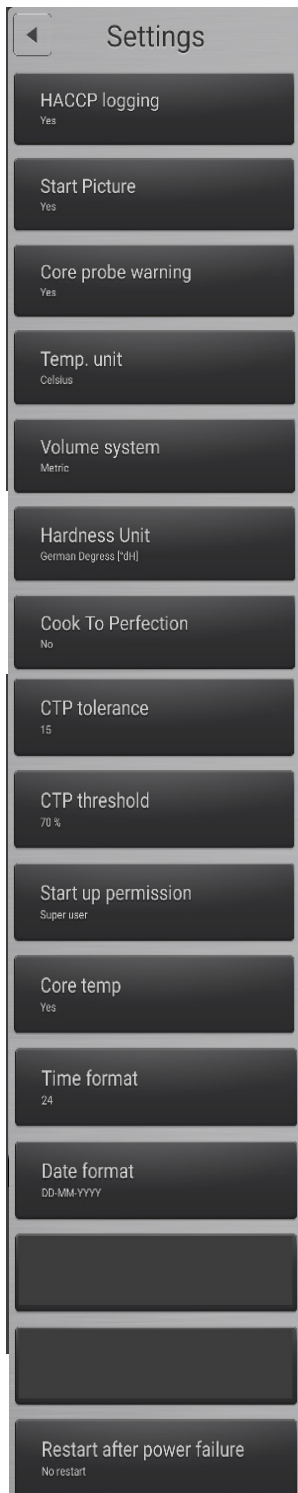 Settings
HACCP logging
Yes
Start Picture
Yes
Core probe warning
Yes
Temp. unit
Celsius
Volume system
Metric
Hardness Unit
German Degress [°dH]
Cook To Perfection
No
CTP tolerance
15
CTP threshold
70 %
Start up permission
Super user
Core temp
Yes
Time format
24
Date format
DD-MM-YYYY
Restart after power failure
No restart